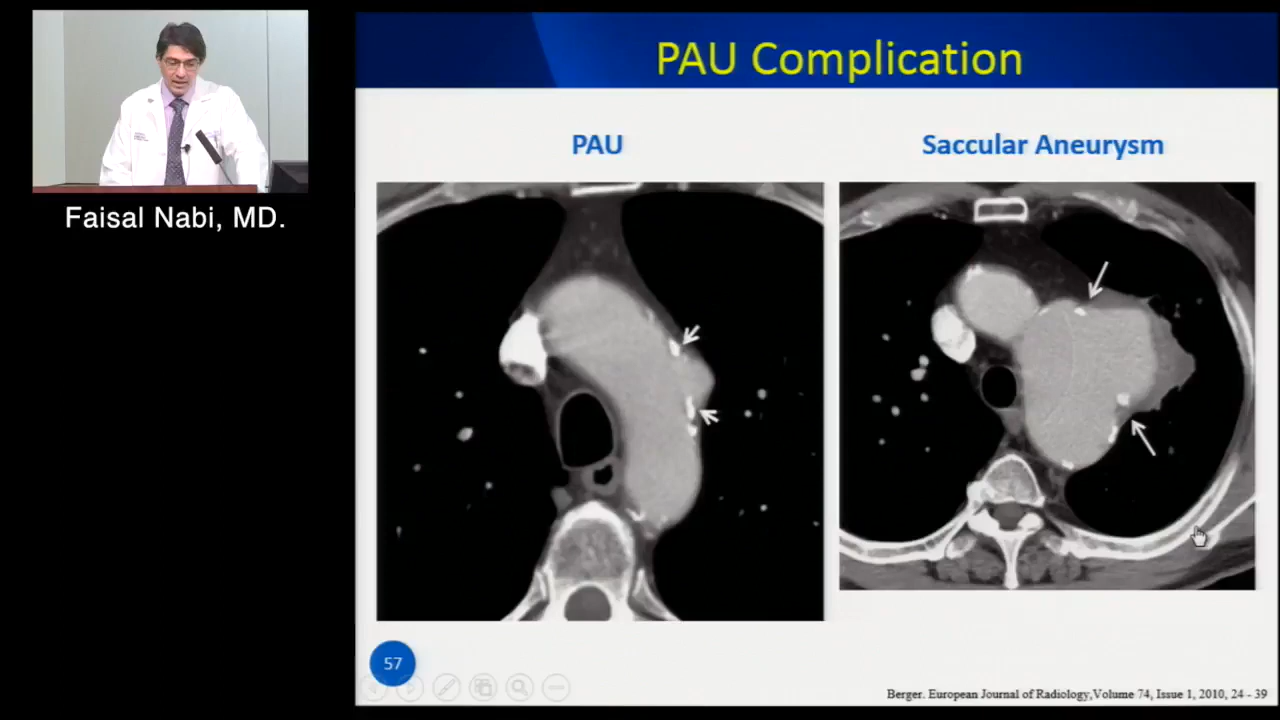 PAU Complication
PAU
Saccular Aneurysm
Faisal Nabi, MD.
57
Berger. European Journal of Radiology,Volume 74, Issue 1, 2010, 24 - 39